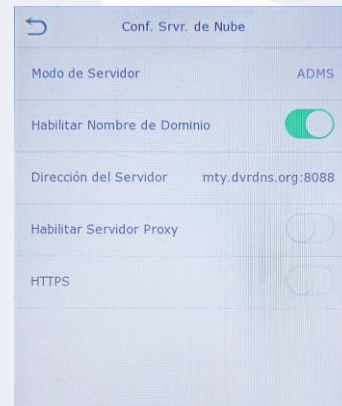 Conf. Srvr. de Nube
Modo de Servidor ADMS
Habilitar Nombre de Dominio
Dirección del Servidor mty.dvrdns.org:8088
Habilitar Servidor Proxy
HTTPS